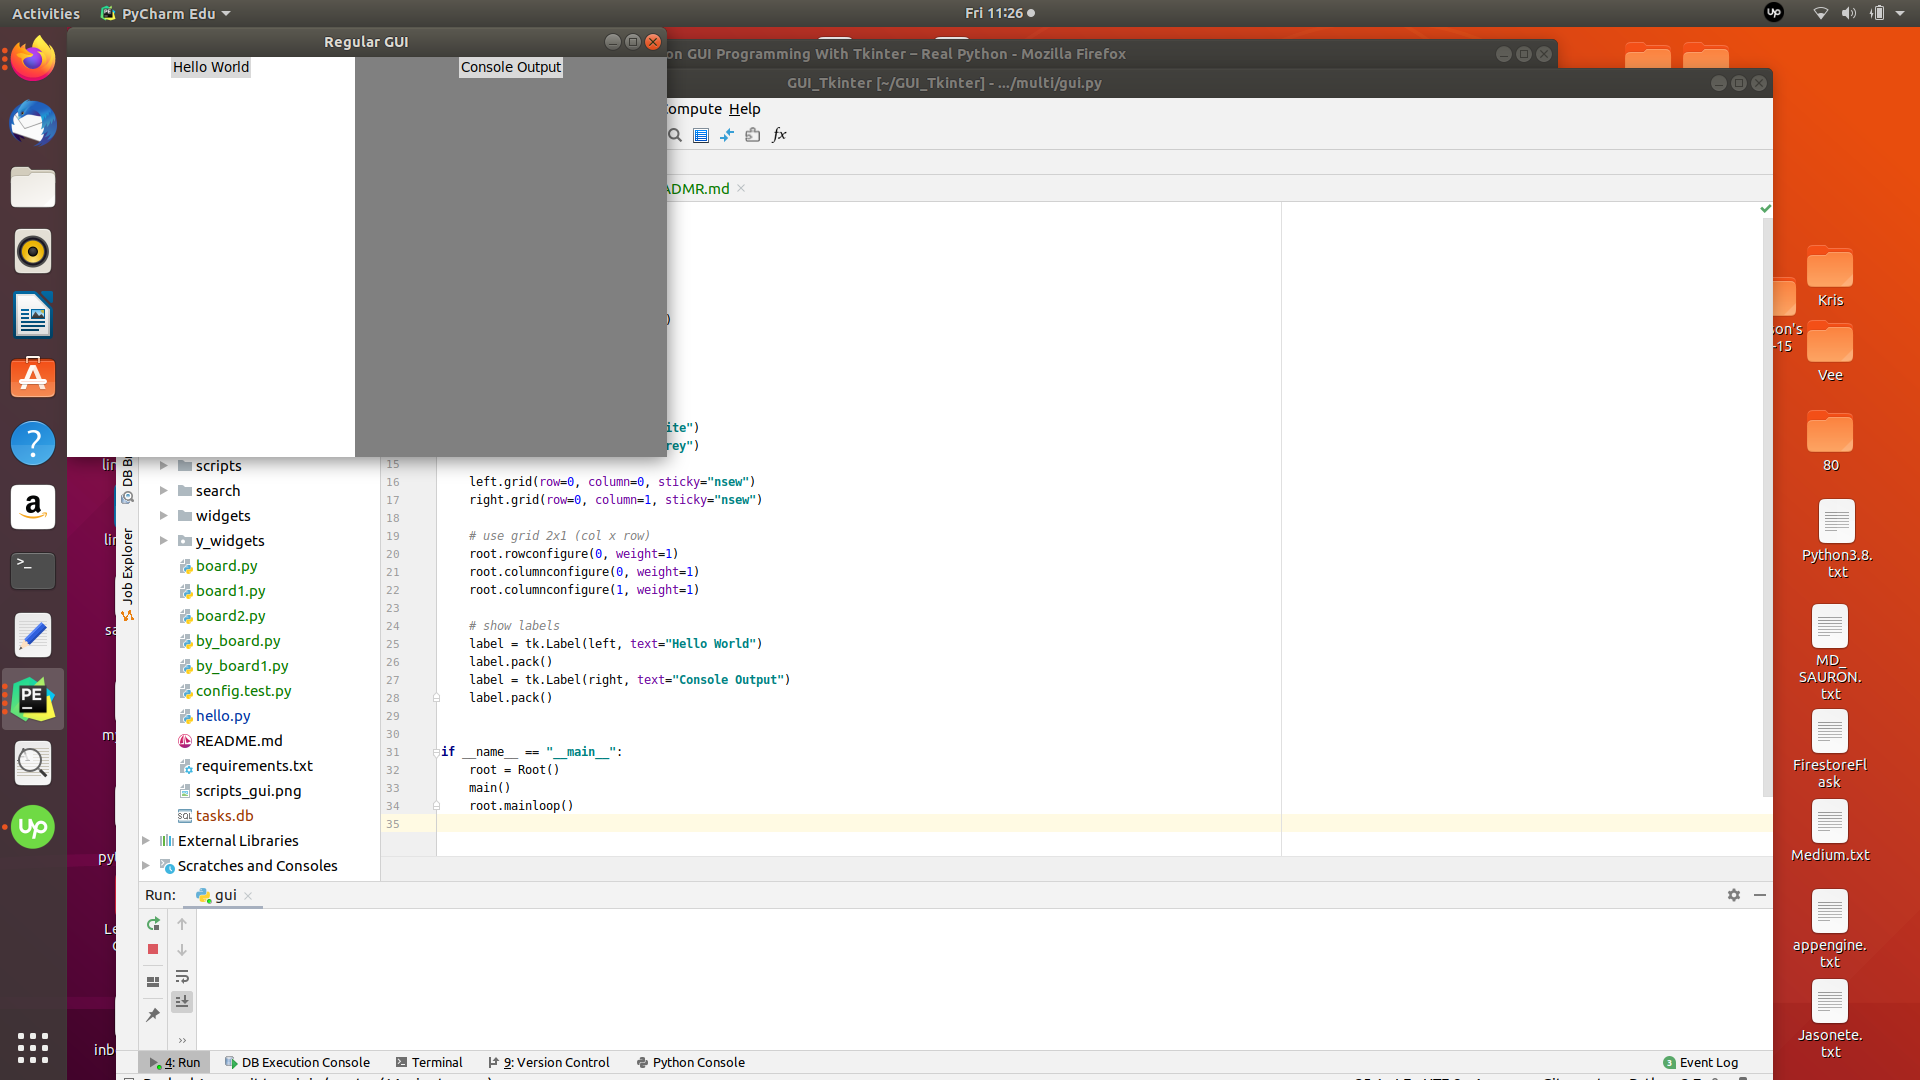 Activities
PyCharm Edu
Fri 11:26
Regular GUI
Hello World
Console Output
on GUI Programming With Tkinter – Real Python - Mozilla Firefox
GUI_Tkinter [~/GUI_Tkinter] - .../multi/gui.py
Compute Help
ADMR.md
)
ite")
rey")
15
16 left.grid(row=0, column=0, sticky="nsew")
17 right.grid(row=0, column=1, sticky="nsew")
18
19 # use grid 2x1 (col x row)
20 root.rowconfigure(0, weight=1)
21 root.columnconfigure(0, weight=1)
22 root.columnconfigure(1, weight=1)
23
24 # show labels
25 label = tk.Label(left, text="Hello World")
26 label.pack()
27 label = tk.Label(right, text="Console Output")
28 label.pack()
29
30
31 if __name__ == "__main__":
32 root = Root()
33 main()
34 root.mainloop()
35
DB B
Job Explorer
scripts
search
widgets
y_widgets
board.py
board1.py
board2.py
by_board.py
by_board1.py
config.test.py
hello.py
README.md
requirements.txt
scripts_gui.png
tasks.db
External Libraries
Scratches and Consoles
Run: gui
4: Run
DB Execution Console
Terminal
9: Version Control
Python Console
3 Event Log
Kris
son's
-15
Vee
80
Python3.8.
txt
MD_
SAURON.
txt
FirestoreFl
ask
Medium.txt
appengine.
txt
Jasonete.
txt